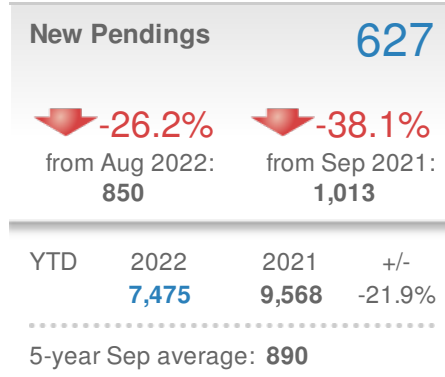 New Pendings 627
-26.2% -38.1%
from Aug 2022: from Sep 2021:
850 1,013
YTD 2022 2021 +/-
7,475 9,568 -21.9%
5-year Sep average: 890